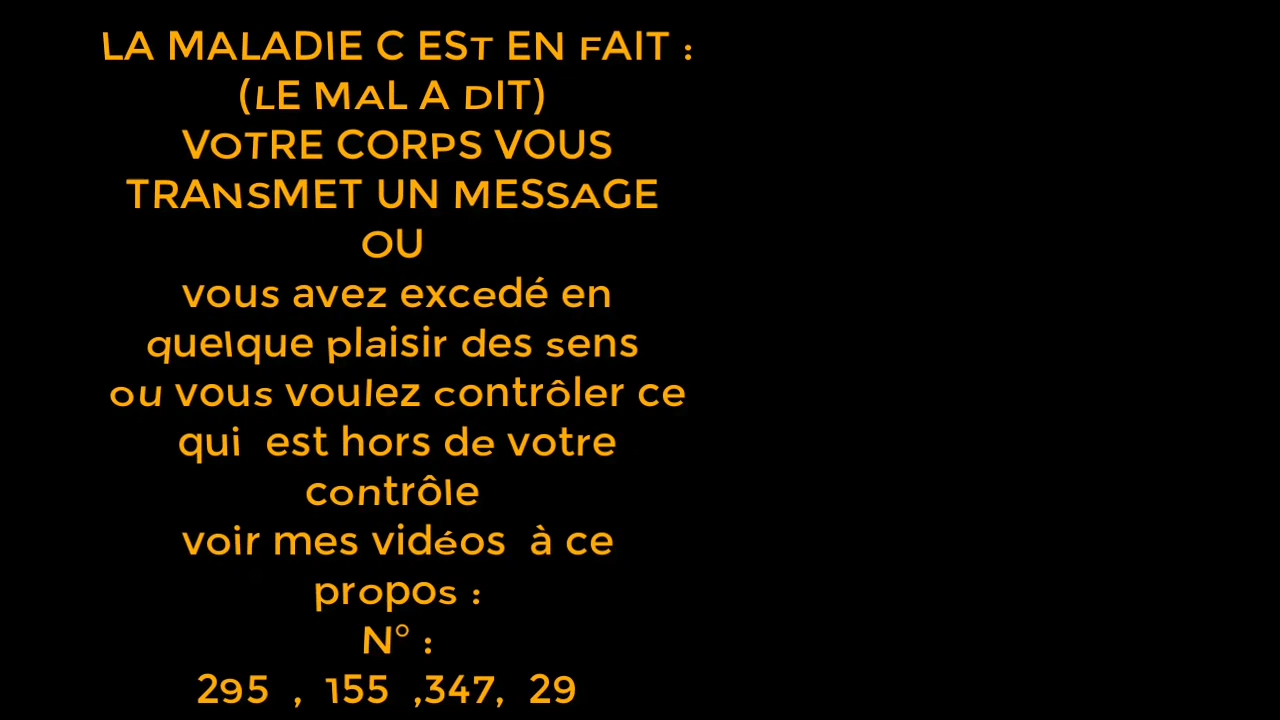 LA MALADIE C EST EN FAIT :
(LE MAL A DIT)
VOTRE CORPS VOUS
TRANSMET UN MESSAGE
OU
vous avez excedé en
quelque plaisir des sens
ou vous voulez contrôler ce
qui est hors de votre
contrôle
voir mes vidéos à ce
propos :
N° :
295 , 155 ,347, 29